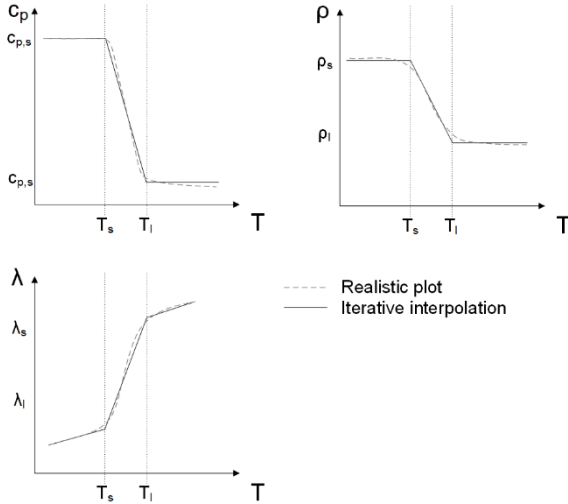 cp
cp,s
cp,s
Ts
Tl
T
ρ
ρs
ρl
Ts
Tl
T
λ
λs
λl
Ts
Tl
T
Realistic plot
Iterative interpolation